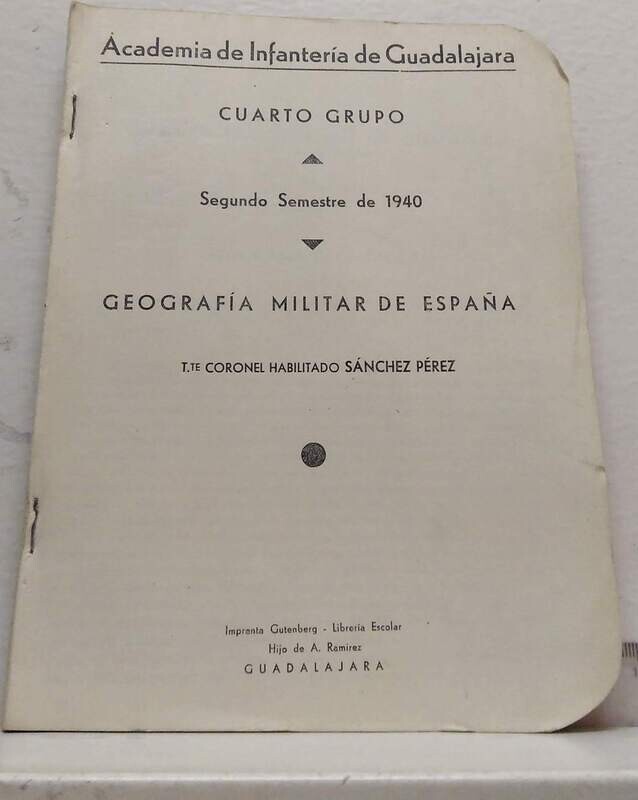 Academia de Infantería de Guadalajara
CUARTO GRUPO
Segundo Semestre de 1940
GEOGRAFÍA MILITAR DE ESPAÑA
T.TE CORONEL HABILITADO SÁNCHEZ PÉREZ
Imprenta Gutenberg - Librería Escolar
Hijo de A. Ramírez
GUADALAJARA